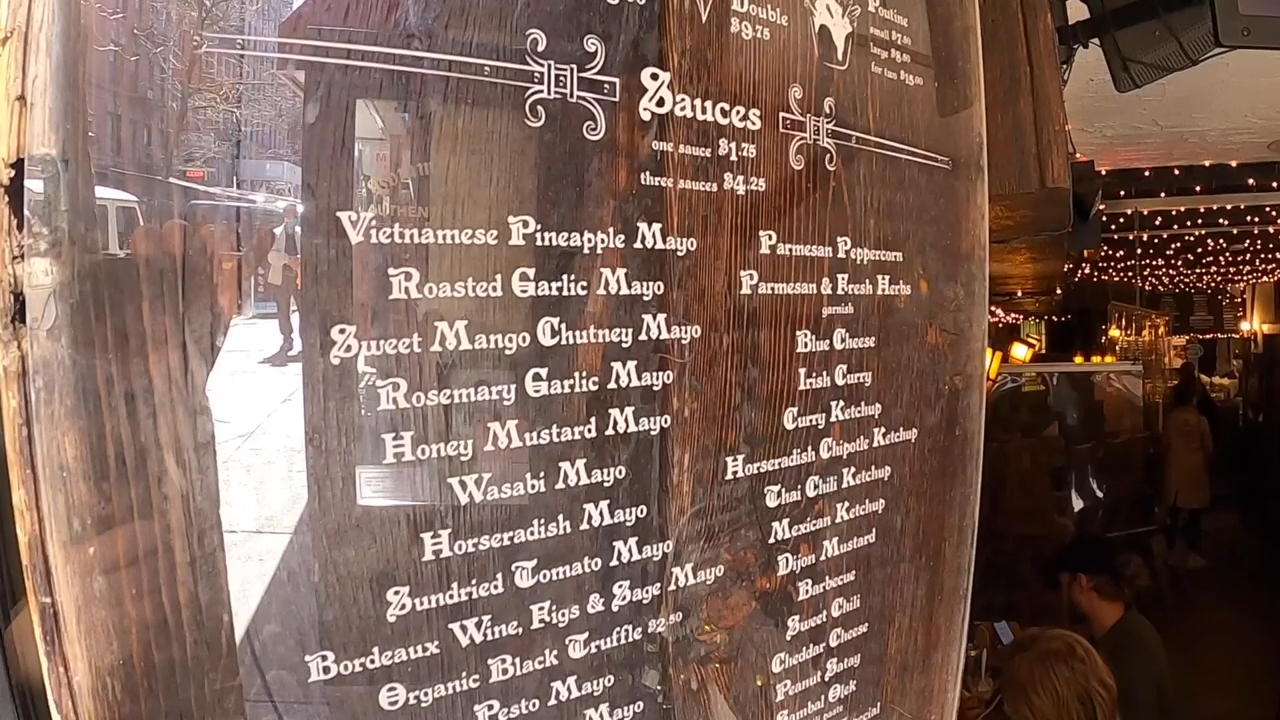 Double
$9.75
Poutine
small $7.50
large $8.50
for two $15.00
Sauces
one sauce $1.75
three sauces $4.25
Vietnamese Pineapple Mayo
Roasted Garlic Mayo
Sweet Mango Chutney Mayo
Rosemary Garlic Mayo
Honey Mustard Mayo
Wasabi Mayo
Horseradish Mayo
Sundried Tomato Mayo
Bordeaux Wine, Figs & Sage Mayo
Organic Black Truffle $2.50
Pesto Mayo
Mayo
Parmesan Peppercorn
Parmesan & Fresh Herbs
garnish
Blue Cheese
Irish Curry
Curry Ketchup
Horseradish Chipotle Ketchup
Thai Chili Ketchup
Mexican Ketchup
Dijon Mustard
Barbecue
Sweet Chili
Cheddar Cheese
Peanut Satay
Sambal Olek